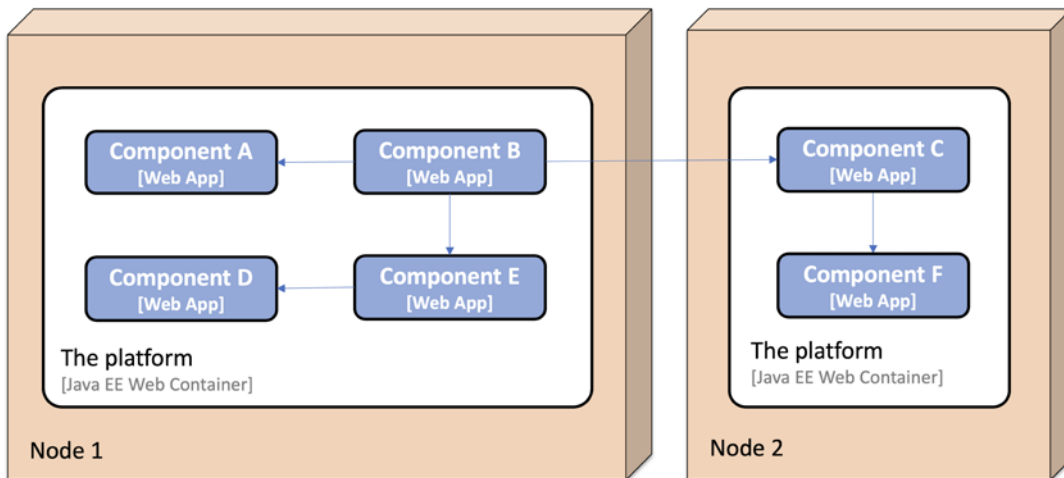 Component A
[Web App]
Component B
[Web App]
Component C
[Web App]
Component D
[Web App]
Component E
[Web App]
Component F
[Web App]
The platform
[Java EE Web Container]
The platform
[Java EE Web Container]
Node 1
Node 2